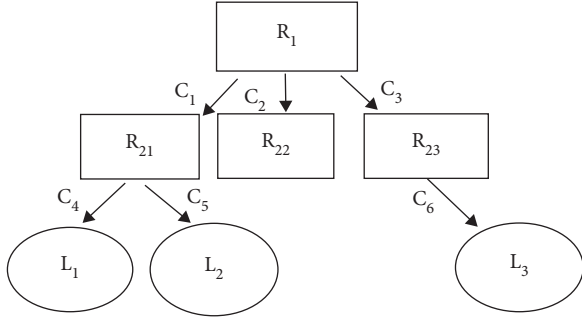 R₁
C₁
C₂
C₃
R₂₁
R₂₂
R₂₃
C₄
C₅
C₆
L₁
L₂
L₃